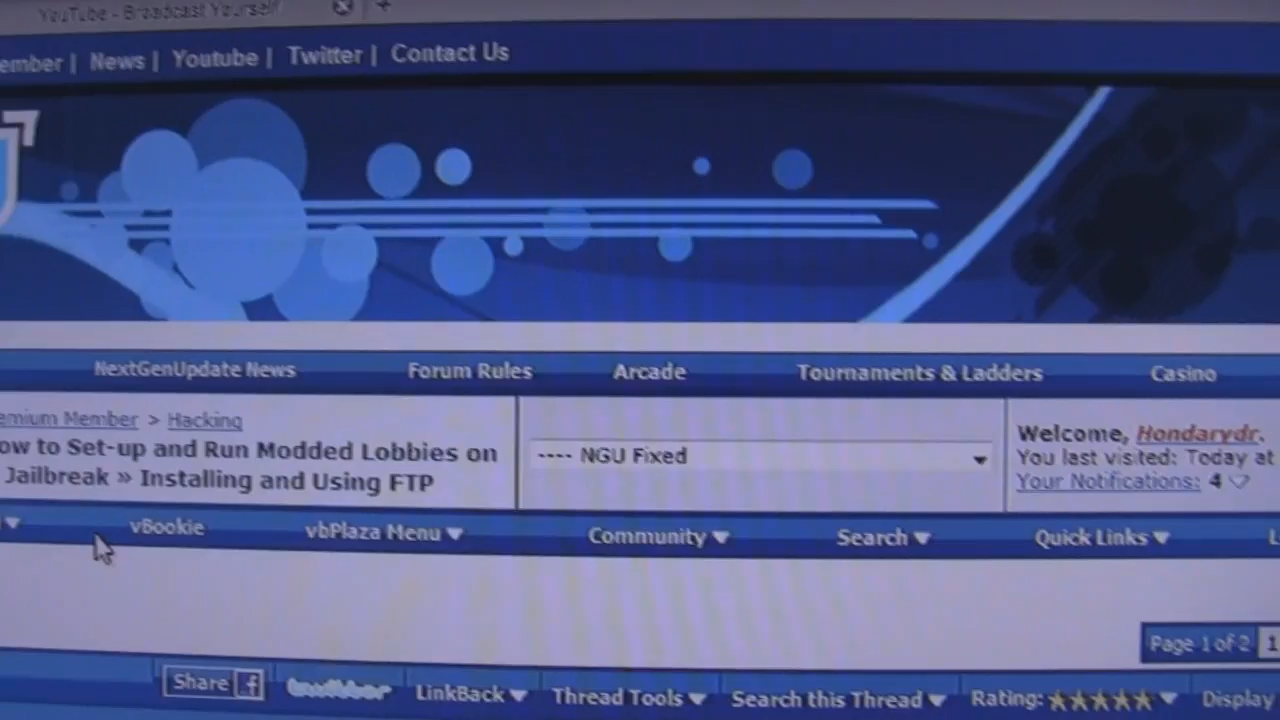 YouTube - Broadcast Yourself
ember | News | Youtube | Twitter | Contact Us
NextGenUpdate News Forum Rules Arcade Tournaments & Ladders Casino
emium Member > Hacking
ow to Set-up and Run Modded Lobbies on
Jailbreak » Installing and Using FTP
---- NGU Fixed
Welcome, Hondarydr.
You last visited: Today at
Your Notifications: 4
vBookie vbPlaza Menu Community Search Quick Links L
Page 1 of 2 1
Share f twitter LinkBack Thread Tools Search this Thread Rating: Display